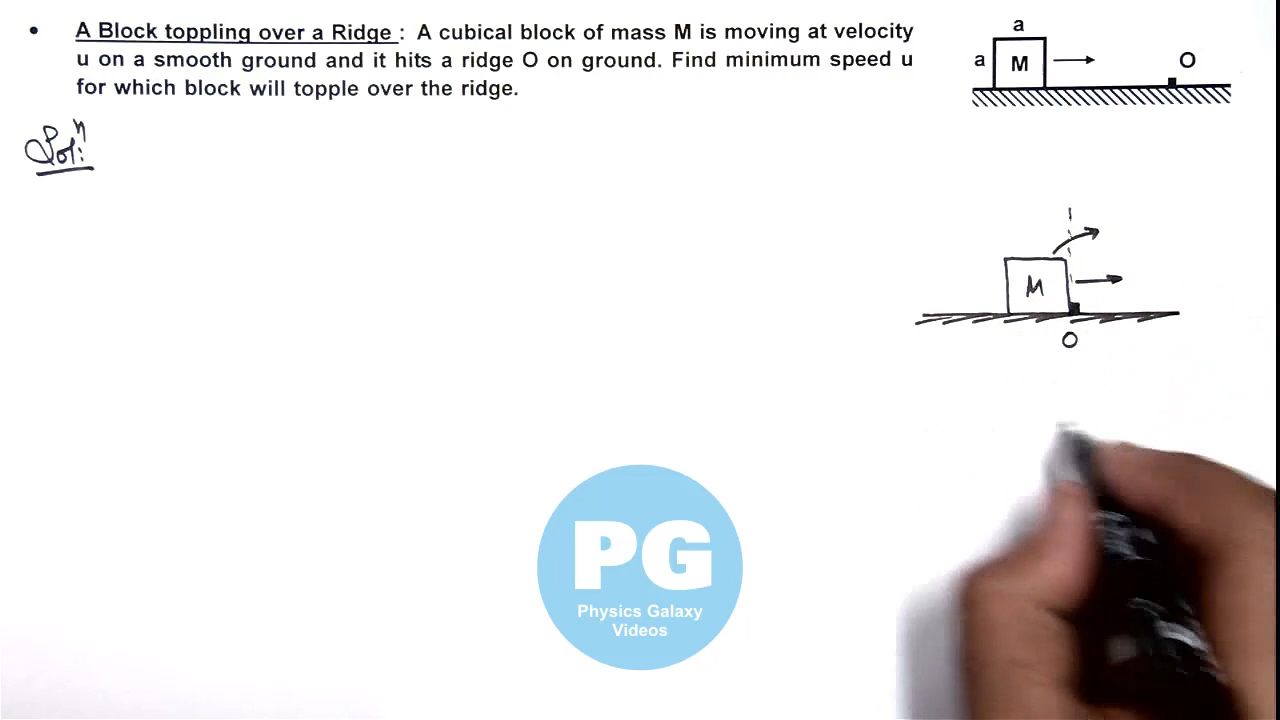 • A Block toppling over a Ridge : A cubical block of mass M is moving at velocity
u on a smooth ground and it hits a ridge O on ground. Find minimum speed u
for which block will topple over the ridge.
a
a
M
O
Solⁿ:
M
O
PG
Physics Galaxy
Videos